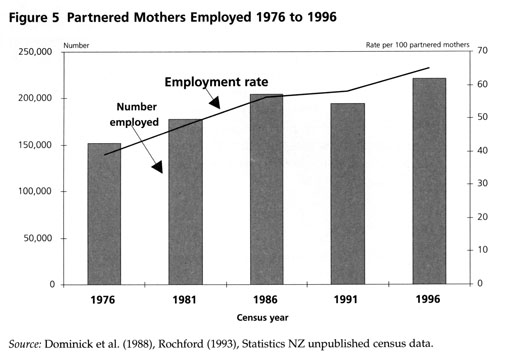 Figure 5 Partnered Mothers Employed 1976 to 1996
Number
Rate per 100 partnered mothers
250,000
200,000
150,000
100,000
50,000
0
70
60
50
40
30
20
10
0
Employment rate
Number
employed
1976
1981
1986
1991
1996
Census year
Source: Dominick et al. (1988), Rochford (1993), Statistics NZ unpublished census data.